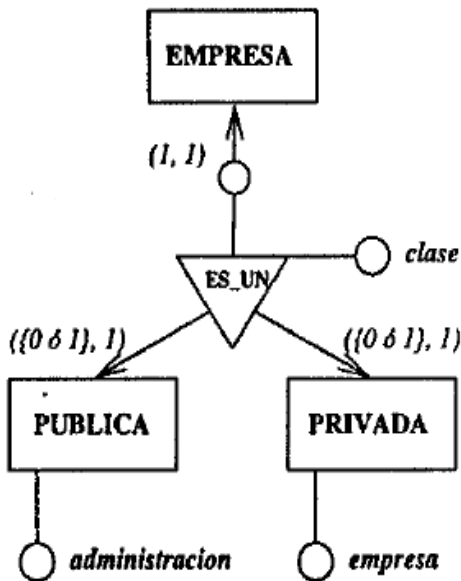 EMPRESA
(1, 1)
clase
ES_UN
({0 ó 1}, 1)
({0 ó 1}, 1)
PUBLICA
PRIVADA
administracion
empresa